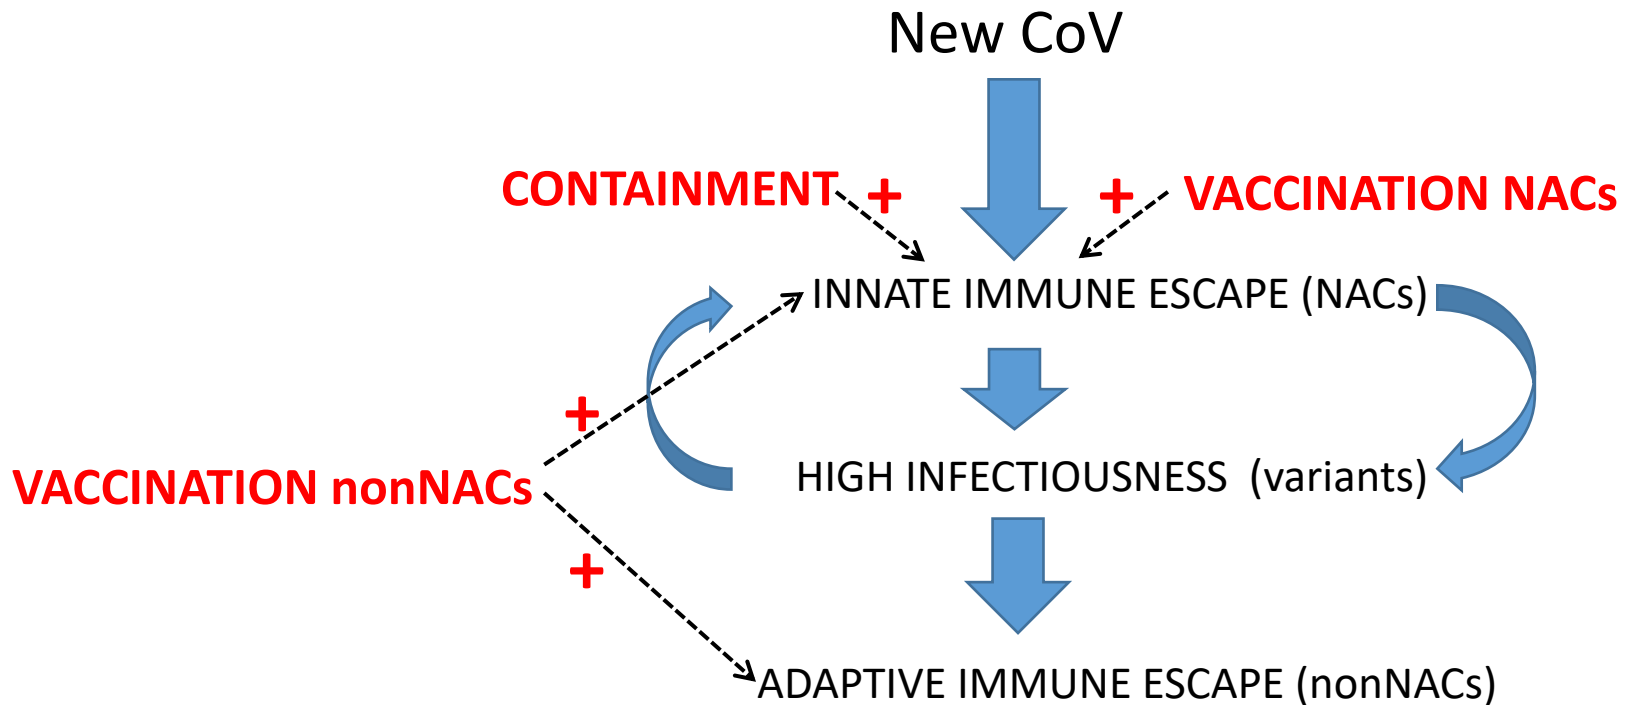 New CoV
CONTAINMENT + + VACCINATION NACs
INNATE IMMUNE ESCAPE (NACs)
+
VACCINATION nonNACs HIGH INFECTIOUSNESS (variants)
+
ADAPTIVE IMMUNE ESCAPE (nonNACs)